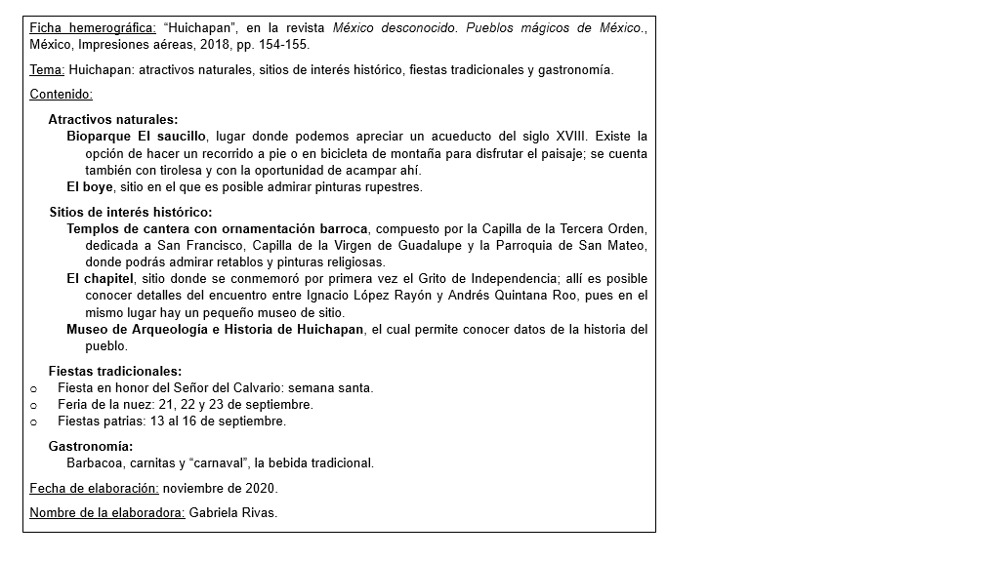 Ficha hemerográfica: “Huichapan”, en la revista México desconocido. Pueblos mágicos de México.,
México, Impresiones aéreas, 2018, pp. 154-155.
Tema: Huichapan: atractivos naturales, sitios de interés histórico, fiestas tradicionales y gastronomía.
Contenido:
Atractivos naturales:
Bioparque El saucillo, lugar donde podemos apreciar un acueducto del siglo XVIII. Existe la
opción de hacer un recorrido a pie o en bicicleta de montaña para disfrutar el paisaje; se cuenta
también con tirolesa y con la oportunidad de acampar ahí.
El boye, sitio en el que es posible admirar pinturas rupestres.
Sitios de interés histórico:
Templos de cantera con ornamentación barroca, compuesto por la Capilla de la Tercera Orden,
dedicada a San Francisco, Capilla de la Virgen de Guadalupe y la Parroquia de San Mateo,
donde podrás admirar retablos y pinturas religiosas.
El chapitel, sitio donde se conmemoró por primera vez el Grito de Independencia; allí es posible
conocer detalles del encuentro entre Ignacio López Rayón y Andrés Quintana Roo, pues en el
mismo lugar hay un pequeño museo de sitio.
Museo de Arqueología e Historia de Huichapan, el cual permite conocer datos de la historia del
pueblo.
Fiestas tradicionales:
o Fiesta en honor del Señor del Calvario: semana santa.
o Feria de la nuez: 21, 22 y 23 de septiembre.
o Fiestas patrias: 13 al 16 de septiembre.
Gastronomía:
Barbacoa, carnitas y “carnaval”, la bebida tradicional.
Fecha de elaboración: noviembre de 2020.
Nombre de la elaboradora: Gabriela Rivas.